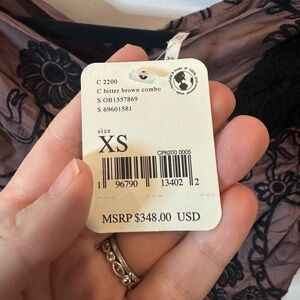 C 2200
C bitter brown combo
S OB1557869
S 69601581
size
XS
CP6200 0005
1 96790 13402 2
MSRP $348.00 USD